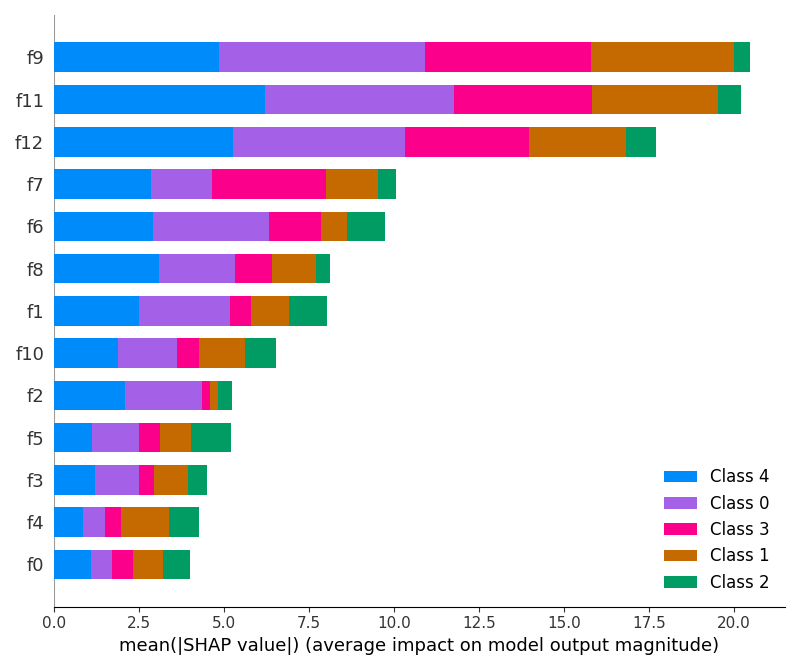 f9
f11
f12
f7
f6
f8
f1
f10
f2
f5
f3
f4
f0
Class 4
Class 0
Class 3
Class 1
Class 2
0.0 2.5 5.0 7.5 10.0 12.5 15.0 17.5 20.0
mean(|SHAP value|) (average impact on model output magnitude)